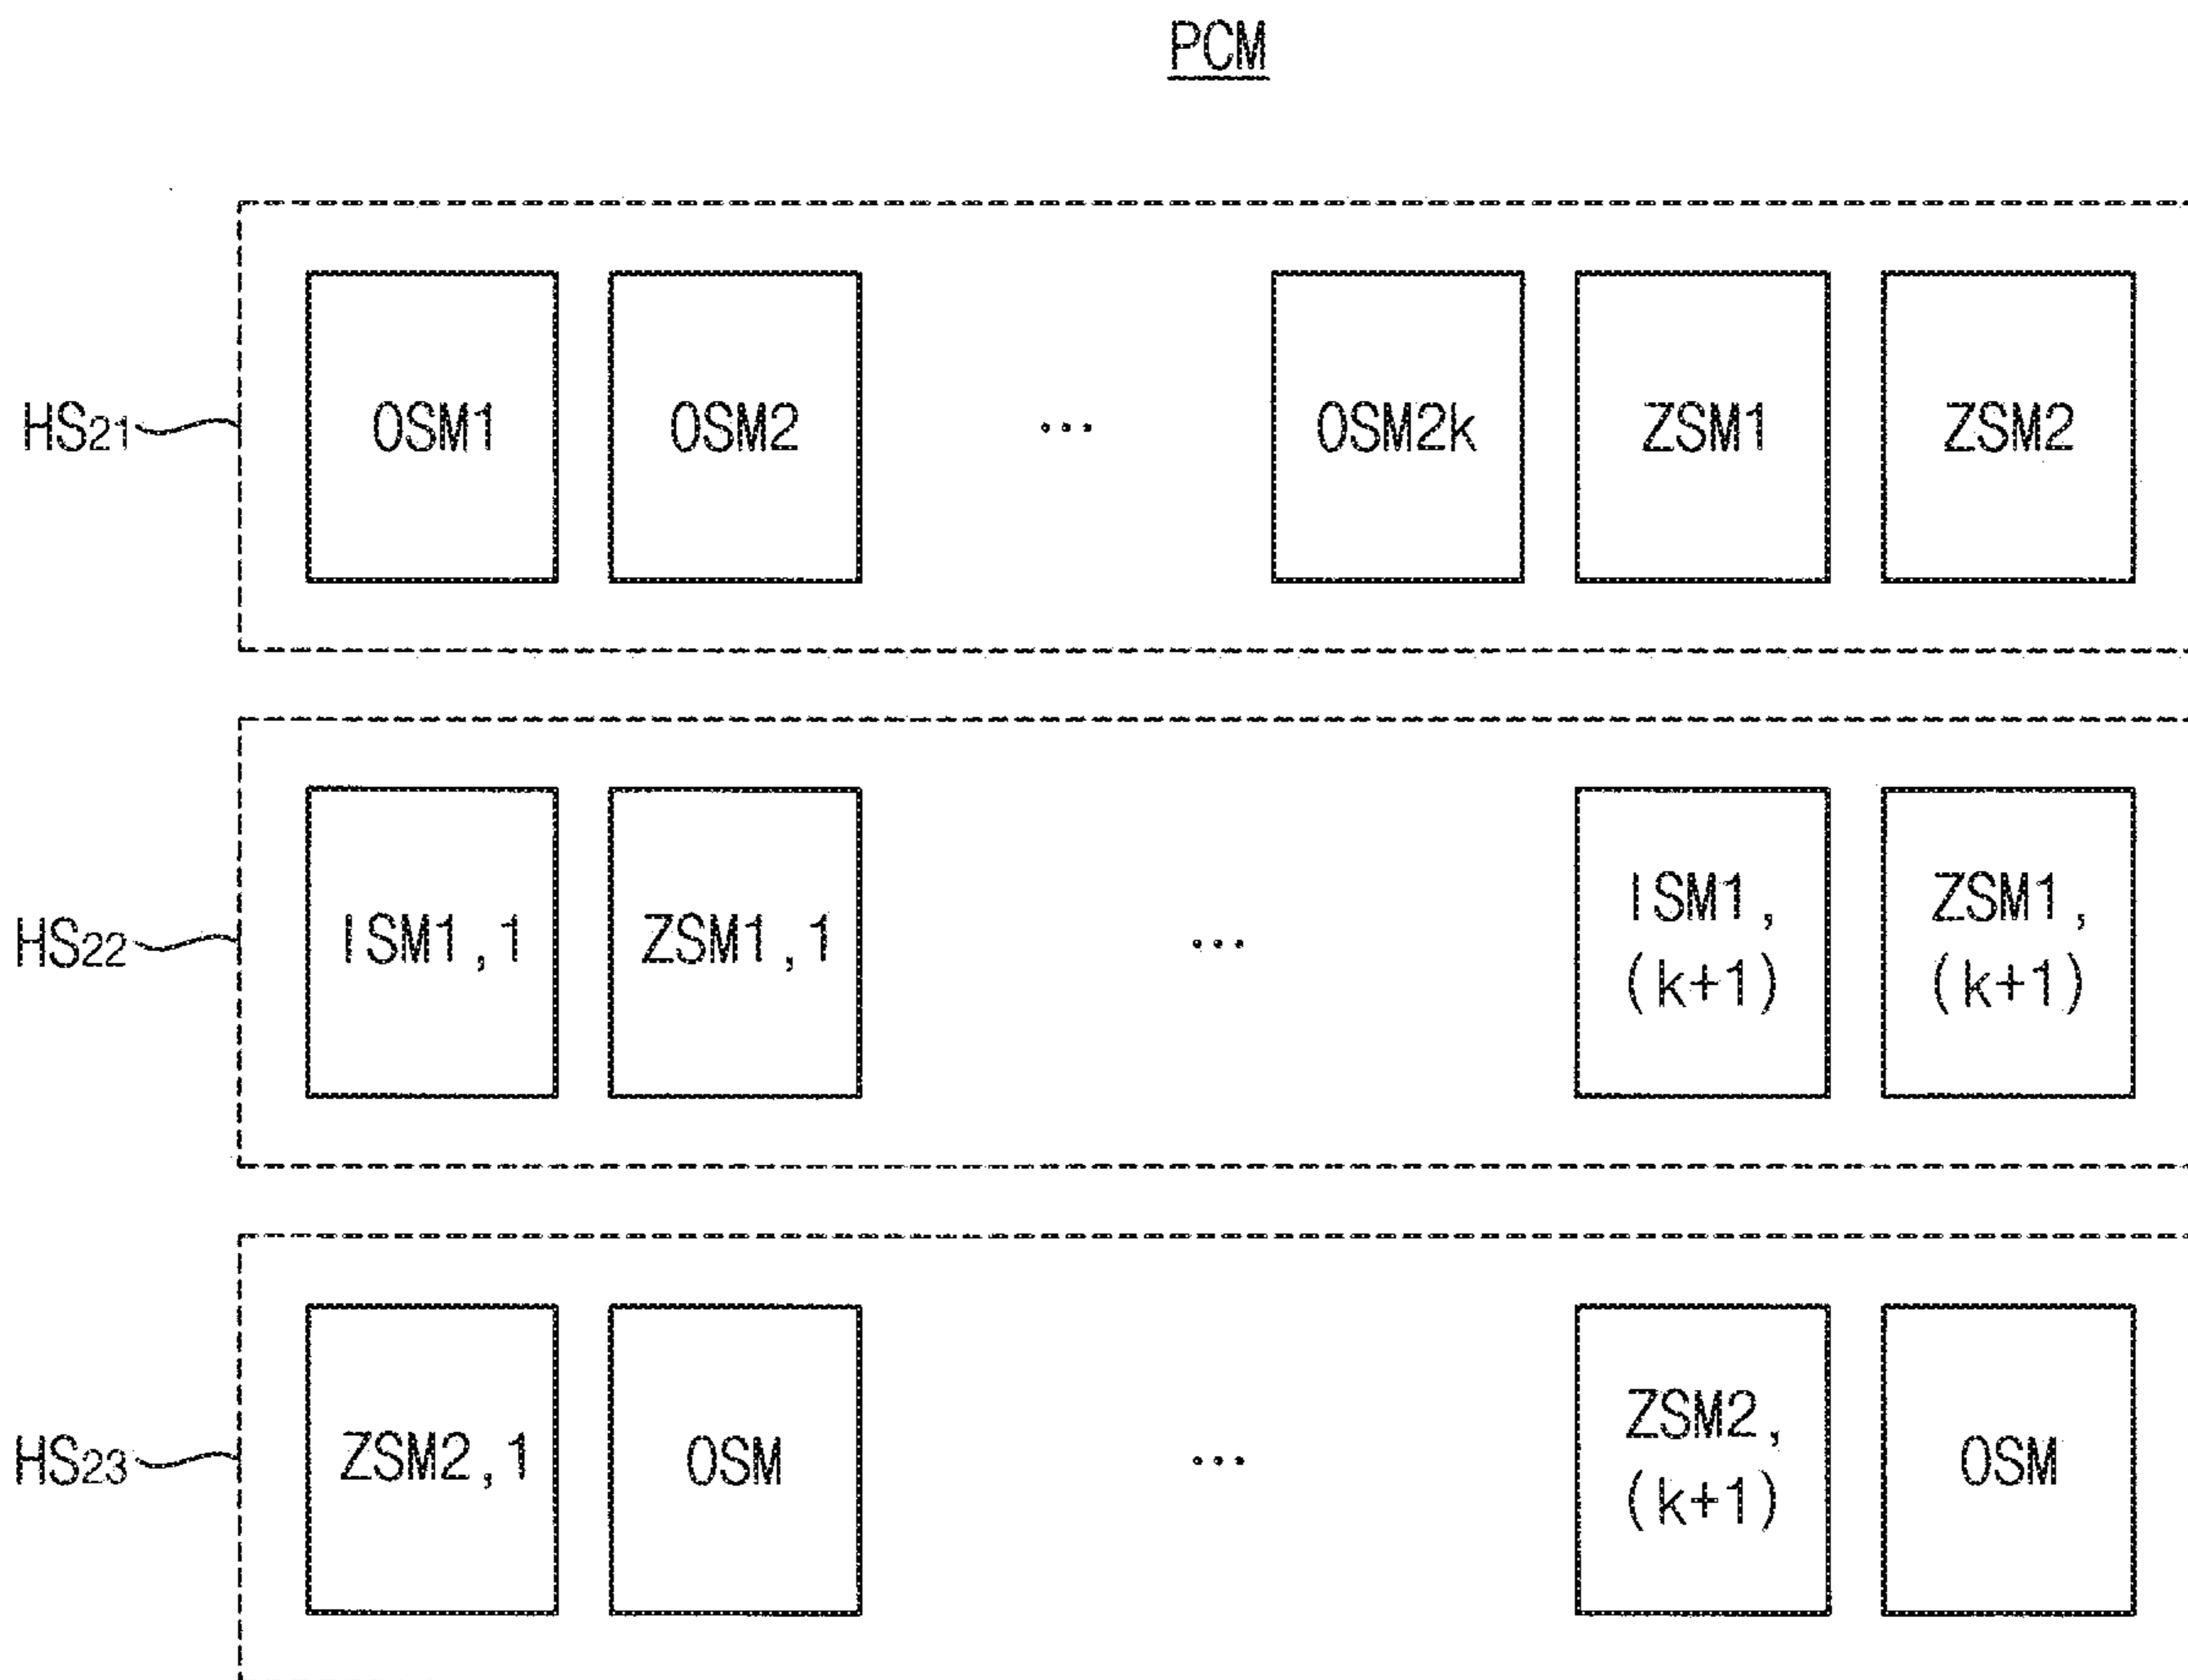 PCM
HS21 OSM1 OSM2 ... OSM2k ZSM1 ZSM2
HS22 ISM1,1 ZSM1,1 ... ISM1, (k+1) ZSM1, (k+1)
HS23 ZSM2,1 OSM ... ZSM2, (k+1) OSM